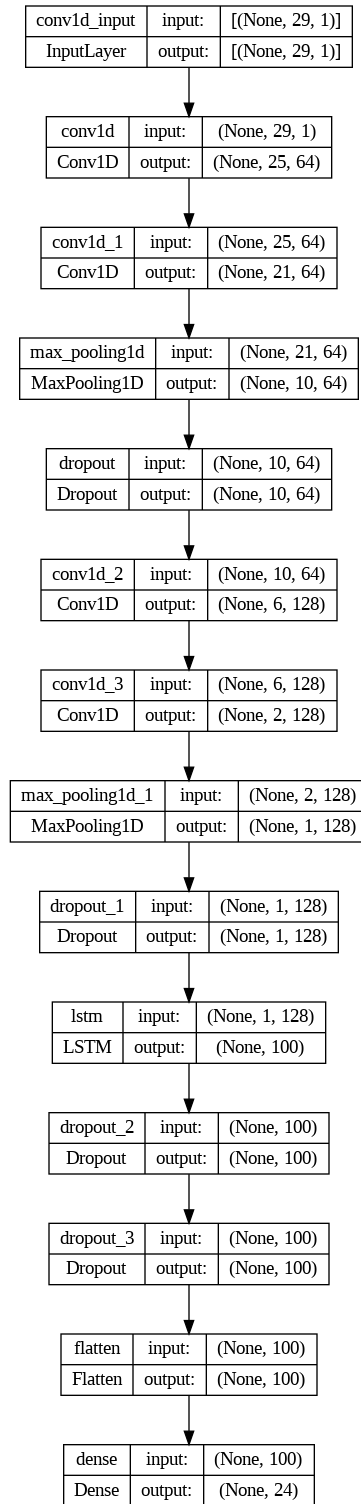 conv1d_input input: [(None, 29, 1)]
InputLayer output: [(None, 29, 1)]
conv1d input: (None, 29, 1)
Conv1D output: (None, 25, 64)
conv1d_1 input: (None, 25, 64)
Conv1D output: (None, 21, 64)
max_pooling1d input: (None, 21, 64)
MaxPooling1D output: (None, 10, 64)
dropout input: (None, 10, 64)
Dropout output: (None, 10, 64)
conv1d_2 input: (None, 10, 64)
Conv1D output: (None, 6, 128)
conv1d_3 input: (None, 6, 128)
Conv1D output: (None, 2, 128)
max_pooling1d_1 input: (None, 2, 128)
MaxPooling1D output: (None, 1, 128)
dropout_1 input: (None, 1, 128)
Dropout output: (None, 1, 128)
lstm input: (None, 1, 128)
LSTM output: (None, 100)
dropout_2 input: (None, 100)
Dropout output: (None, 100)
dropout_3 input: (None, 100)
Dropout output: (None, 100)
flatten input: (None, 100)
Flatten output: (None, 100)
dense input: (None, 100)
Dense output: (None, 24)